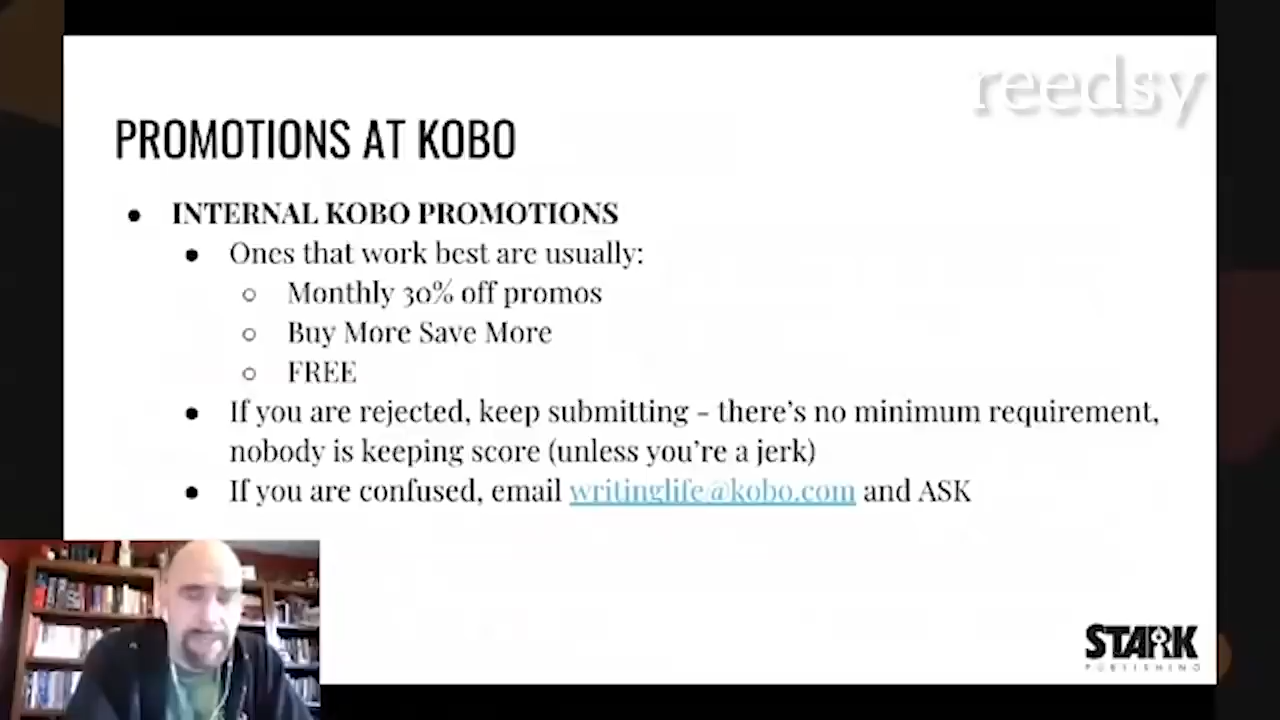 reedsy
PROMOTIONS AT KOBO
● INTERNAL KOBO PROMOTIONS
● Ones that work best are usually:
○ Monthly 30% off promos
○ Buy More Save More
○ FREE
● If you are rejected, keep submitting - there's no minimum requirement,
nobody is keeping score (unless you're a jerk)
● If you are confused, email writinglife@kobo.com and ASK
STARK
PUBLISHING